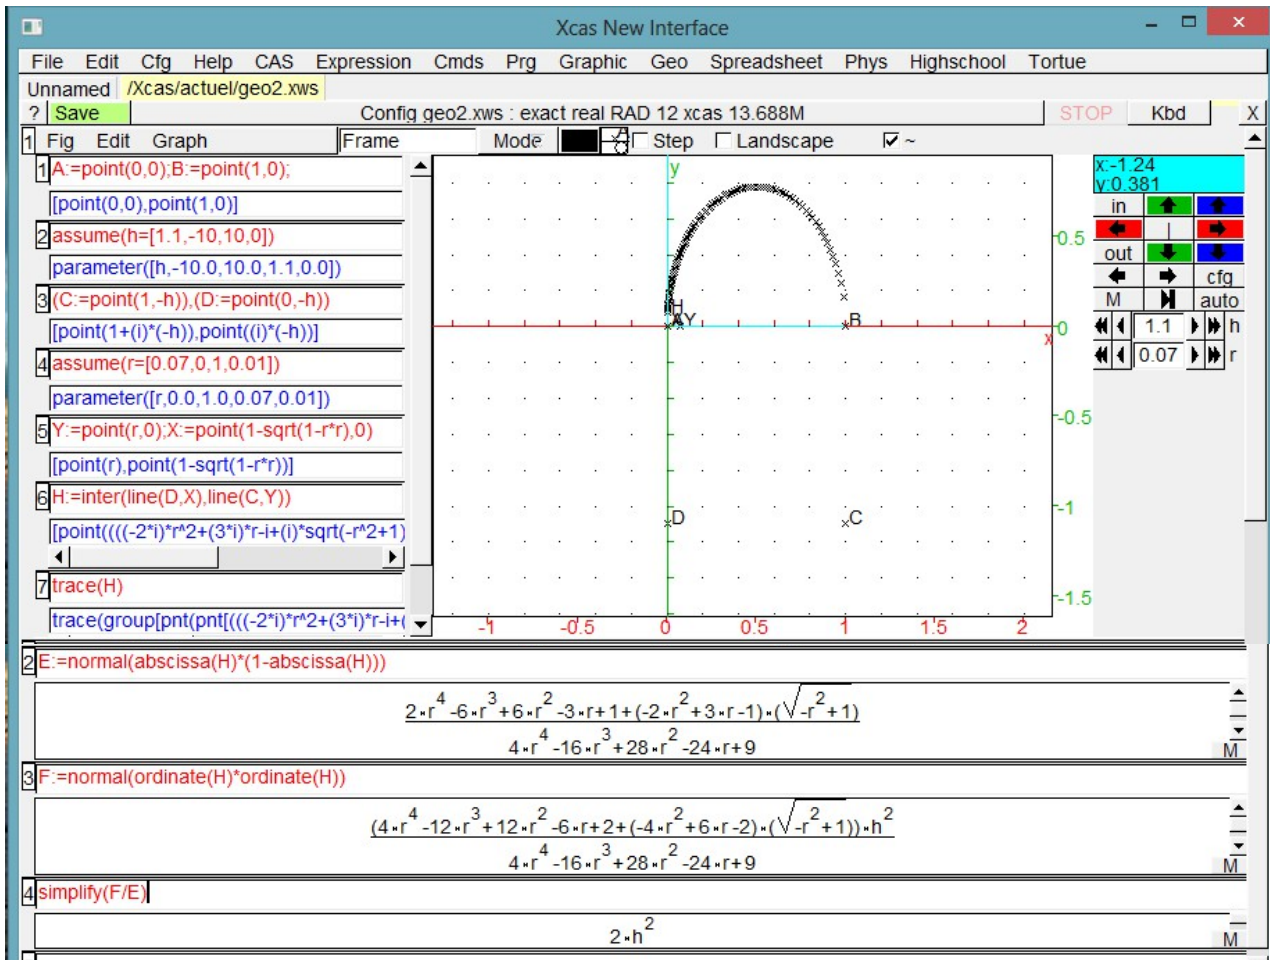 Xcas New Interface
File Edit Cfg Help CAS Expression Cmds Prg Graphic Geo Spreadsheet Phys Highschool Tortue
Unnamed /Xcas/actuel/geo2.xws
? Save Config geo2.xws : exact real RAD 12 xcas 13.688M STOP Kbd X
1 Fig Edit Graph Frame Mode Step Landscape ~
1 A:=point(0,0);B:=point(1,0);
[point(0,0),point(1,0)]
2 assume(h=[1.1,-10,10,0])
parameter([h,-10.0,10.0,1.1,0.0])
3 (C:=point(1,-h)),(D:=point(0,-h))
[point(1+(i)*(-h)),point((i)*(-h))]
4 assume(r=[0.07,0,1,0.01])
parameter([r,0.0,1.0,0.07,0.01])
5 Y:=point(r,0);X:=point(1-sqrt(1-r*r),0)
[point(r),point(1-sqrt(1-r*r))]
6 H:=inter(line(D,X),line(C,Y))
[point((((-2*i)*r^2+(3*i)*r-i+(i)*sqrt(-r^2+1)
7 trace(H)
trace(group[pnt(pnt[(((-2*i)*r^2+(3*i)*r-i+(
y
0.5
H
Y
B
0
x
-0.5
D
C
-1
-1.5
-1 -0.5 0 0.5 1 1.5 2
x:-1.24
y:0.381
in
out
cfg
M auto
1.1 h
0.07 r
2 E:=normal(abscissa(H)*(1-abscissa(H)))
2*r^4-6*r^3+6*r^2-3*r+1+(-2*r^2+3*r-1)*(√-r^2+1)
4*r^4-16*r^3+28*r^2-24*r+9
M
3 F:=normal(ordinate(H)*ordinate(H))
(4*r^4-12*r^3+12*r^2-6*r+2+(-4*r^2+6*r-2)*(√-r^2+1))*h^2
4*r^4-16*r^3+28*r^2-24*r+9
M
4 simplify(F/E)
2*h^2
M